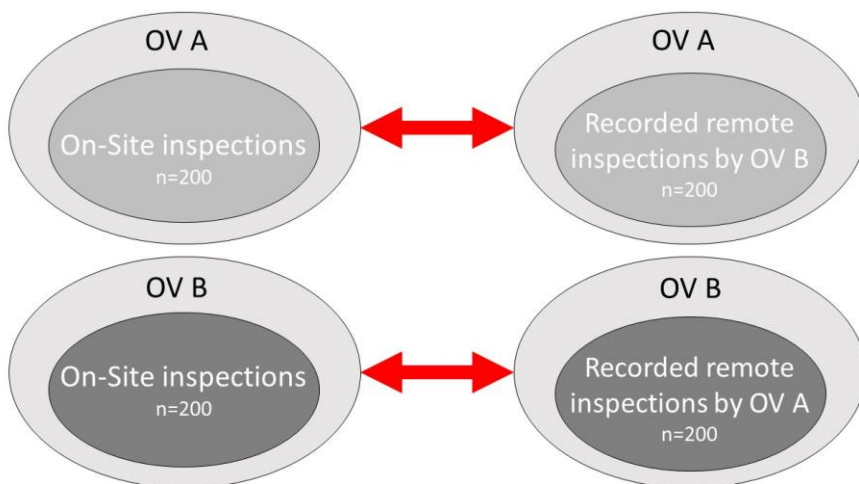 OV A
On-Site inspections
n=200
OV A
Recorded remote
inspections by OV B
n=200
OV B
On-Site inspections
n=200
OV B
Recorded remote
inspections by OV A
n=200